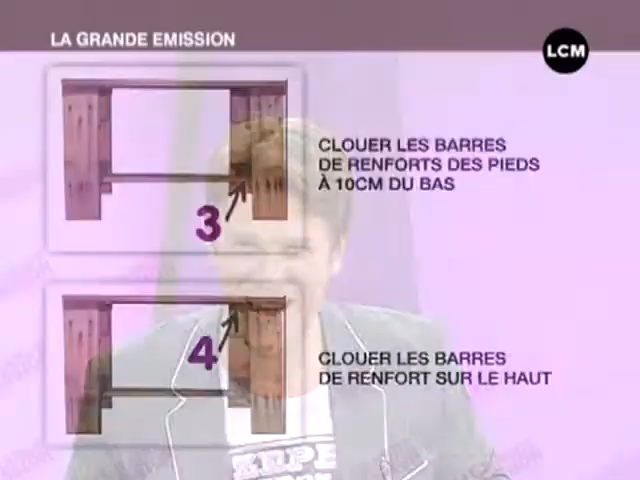 LA GRANDE EMISSION
LCM
CLOUER LES BARRES
DE RENFORTS DES PIEDS
À 10CM DU BAS
3
4
CLOUER LES BARRES
DE RENFORT SUR LE HAUT